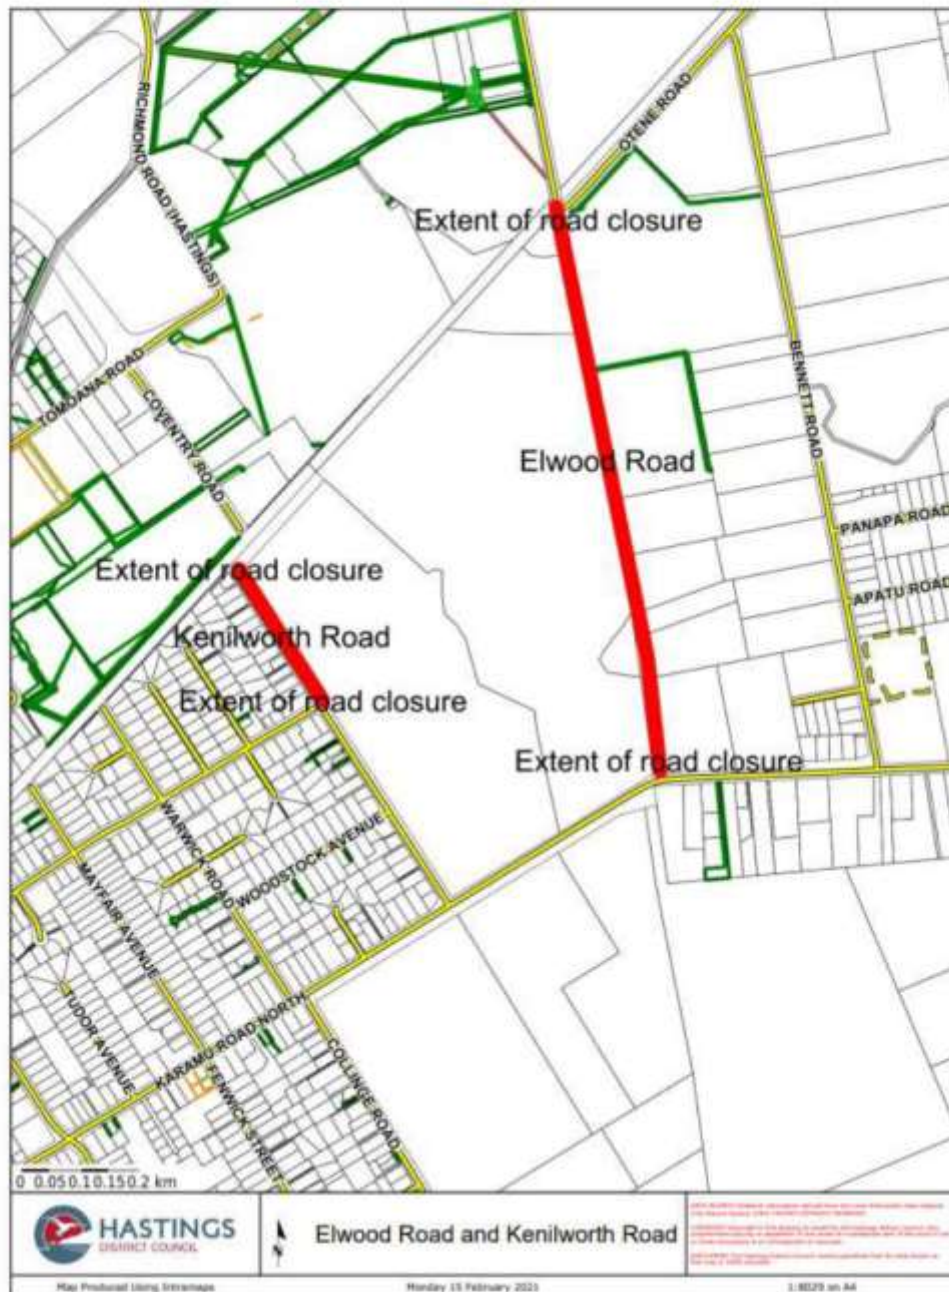 RICHMOND ROAD (HASTINGS)
OTENE ROAD
Extent of road closure
BENNETT ROAD
TOMOANA ROAD
COVENTRY ROAD
Elwood Road
PANAPA ROAD
Extent of road closure
APATU ROAD
Kenilworth Road
Extent of road closure
Extent of road closure
WARWICK ROAD
WOODSTOCK AVENUE
MAYFAIR AVENUE
TUDOR AVENUE
KARAMU ROAD NORTH
COLLINGE ROAD
FENWICK STREET
0 0.05 0.1 0.15 0.2 km
HASTINGS
DISTRICT COUNCIL
N
Elwood Road and Kenilworth Road
Map Produced Using Intramaps
Monday 15 February 2021
1:8029 on A4